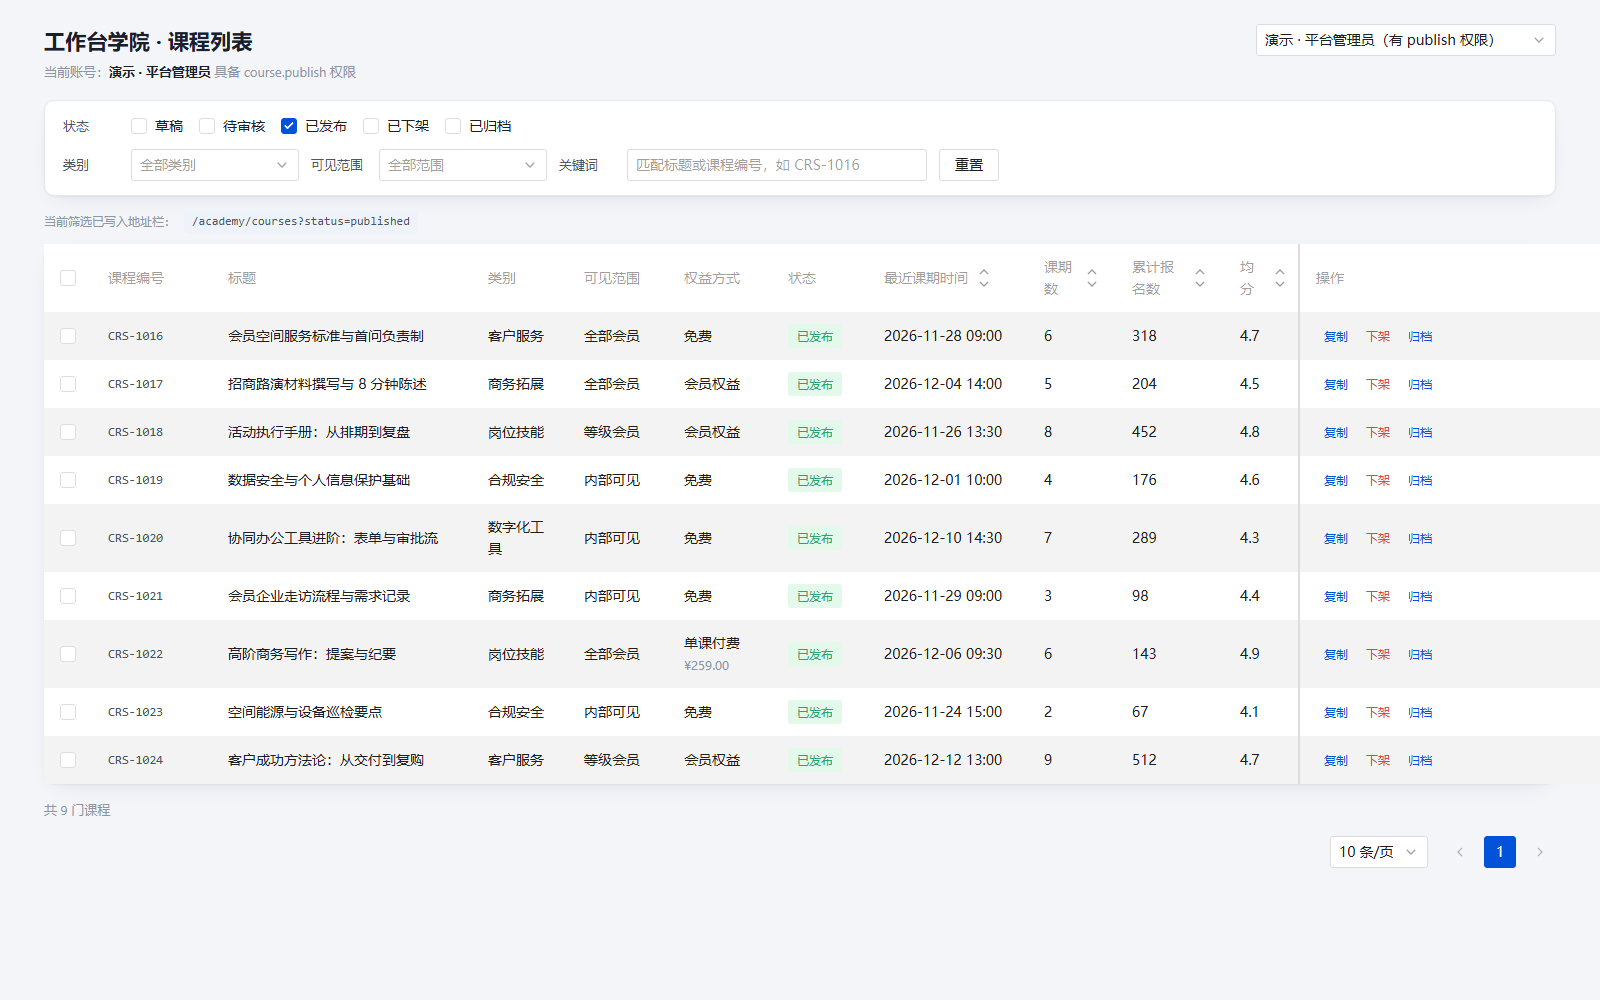 工作台学院 · 课程列表
演示 · 平台管理员（有 publish 权限）
当前账号：演示 · 平台管理员 具备 course.publish 权限
状态 草稿 待审核 已发布 已下架 已归档
类别 全部类别 可见范围 全部范围 关键词 匹配标题或课程编号，如 CRS-1016 重置
当前筛选已写入地址栏： /academy/courses?status=published
课程编号 标题 类别 可见范围 权益方式 状态 最近课期时间 课期数 累计报名数 均分 操作
CRS-1016 会员空间服务标准与首问负责制 客户服务 全部会员 免费 已发布 2026-11-28 09:00 6 318 4.7 复制 下架 归档
CRS-1017 招商路演材料撰写与 8 分钟陈述 商务拓展 全部会员 会员权益 已发布 2026-12-04 14:00 5 204 4.5 复制 下架 归档
CRS-1018 活动执行手册：从排期到复盘 岗位技能 等级会员 会员权益 已发布 2026-11-26 13:30 8 452 4.8 复制 下架 归档
CRS-1019 数据安全与个人信息保护基础 合规安全 内部可见 免费 已发布 2026-12-01 10:00 4 176 4.6 复制 下架 归档
CRS-1020 协同办公工具进阶：表单与审批流 数字化工具 内部可见 免费 已发布 2026-12-10 14:30 7 289 4.3 复制 下架 归档
CRS-1021 会员企业走访流程与需求记录 商务拓展 内部可见 免费 已发布 2026-11-29 09:00 3 98 4.4 复制 下架 归档
CRS-1022 高阶商务写作：提案与纪要 岗位技能 全部会员 单课付费 ¥259.00 已发布 2026-12-06 09:30 6 143 4.9 复制 下架 归档
CRS-1023 空间能源与设备巡检要点 合规安全 内部可见 免费 已发布 2026-11-24 15:00 2 67 4.1 复制 下架 归档
CRS-1024 客户成功方法论：从交付到复购 客户服务 等级会员 会员权益 已发布 2026-12-12 13:00 9 512 4.7 复制 下架 归档
共 9 门课程
10 条/页 1